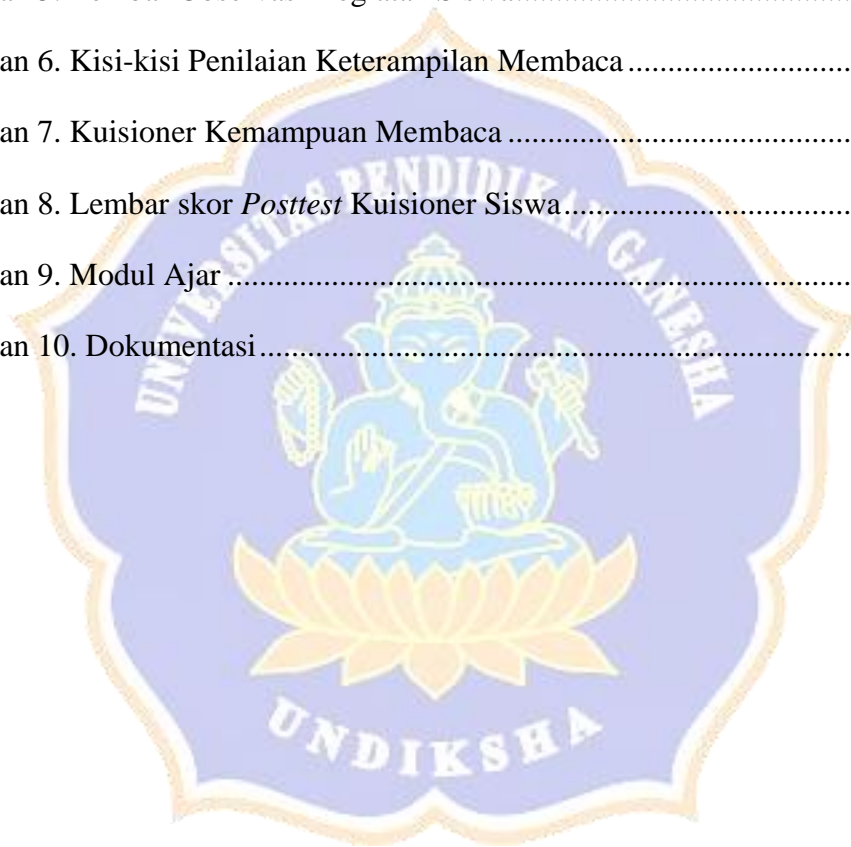 an 6. Kisi-kisi Penilaian Keterampilan Membaca............................
an 7. Kuisioner Kemampuan Membaca...........................................
an 8. Lembar skor Posttest Kuisioner Siswa....................................
an 9. Modul Ajar...............................................................................
an 10. Dokumentasi...........................................................................
UNIVERSITAS PENDIDIKAN GANESHA
UNDIKSHA